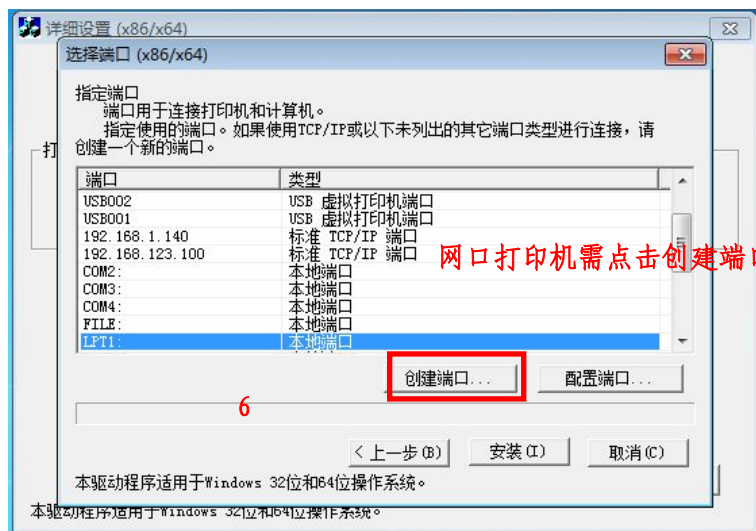 详细设置 (x86/x64)
选择端口 (x86/x64)
指定端口
端口用于连接打印机和计算机。
指定使用的端口。如果使用TCP/IP或以下未列出的其它端口类型进行连接，请
创建一个新的端口。
打
端口 类型
USB002 USB 虚拟打印机端口
USB001 USB 虚拟打印机端口
192.168.1.140 标准 TCP/IP 端口
192.168.123.100 标准 TCP/IP 端口
网口打印机需点击创建端口
COM2: 本地端口
COM3: 本地端口
COM4: 本地端口
FILE: 本地端口
LPT1: 本地端口
创建端口... 配置端口...
6
< 上一步(B) 安装(I) 取消(C)
本驱动程序适用于Windows 32位和64位操作系统。
本驱动程序适用于Windows 32位和64位操作系统。